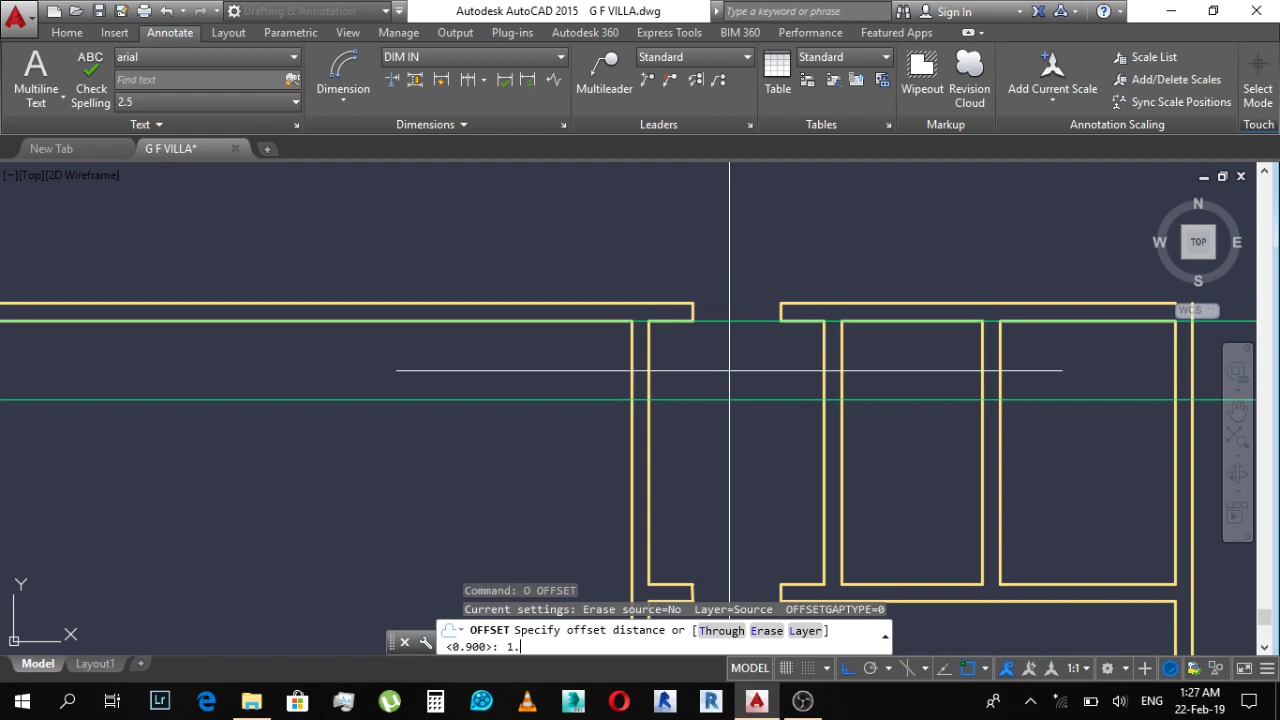 Drafting & Annotation
Autodesk AutoCAD 2015 G F VILLA.dwg
Type a keyword or phrase
Sign In
Home Insert Annotate Layout Parametric View Manage Output Plug-ins Autodesk 360 Express Tools BIM 360 Performance Featured Apps
A
Multiline Text
ABC
Check Spelling
arial
Find text
2.5
Text
Dimension
DIM IN
Dimensions
Multileader
Standard
Leaders
Table
Standard
Tables
Wipeout
Revision Cloud
Markup
Add Current Scale
Scale List
Add/Delete Scales
Sync Scale Positions
Annotation Scaling
Select Mode
Touch
New Tab
G F VILLA*
[−][Top][2D Wireframe]
N
W TOP E
S
WCS
Y
X
Command: O OFFSET
Current settings: Erase source=No Layer=Source OFFSETGAPTYPE=0
OFFSET Specify offset distance or [Through Erase Layer]
<0.900>: 1.
Model Layout1
MODEL
1:1
Lr
R
R
A
ENG
1:27 AM
22-Feb-19